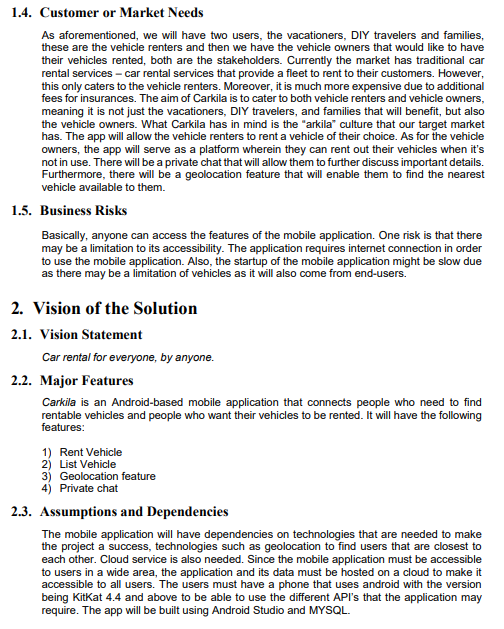 1.4. Customer or Market Needs
As aforementioned, we will have two users, the vacationers, DIY travelers and families,
these are the vehicle renters and then we have the vehicle owners that would like to have
their vehicles rented, both are the stakeholders. Currently the market has traditional car
rental services – car rental services that provide a fleet to rent to their customers. However,
this only caters to the vehicle renters. Moreover, it is much more expensive due to additional
fees for insurances. The aim of Carkila is to cater to both vehicle renters and vehicle owners,
meaning it is not just the vacationers, DIY travelers, and families that will benefit, but also
the vehicle owners. What Carkila has in mind is the “arkila” culture that our target market
has. The app will allow the vehicle renters to rent a vehicle of their choice. As for the vehicle
owners, the app will serve as a platform wherein they can rent out their vehicles when it’s
not in use. There will be a private chat that will allow them to further discuss important details.
Furthermore, there will be a geolocation feature that will enable them to find the nearest
vehicle available to them.
1.5. Business Risks
Basically, anyone can access the features of the mobile application. One risk is that there
may be a limitation to its accessibility. The application requires internet connection in order
to use the mobile application. Also, the startup of the mobile application might be slow due
as there may be a limitation of vehicles as it will also come from end-users.
2. Vision of the Solution
2.1. Vision Statement
Car rental for everyone, by anyone.
2.2. Major Features
Carkila is an Android-based mobile application that connects people who need to find
rentable vehicles and people who want their vehicles to be rented. It will have the following
features:
1) Rent Vehicle
2) List Vehicle
3) Geolocation feature
4) Private chat
2.3. Assumptions and Dependencies
The mobile application will have dependencies on technologies that are needed to make
the project a success, technologies such as geolocation to find users that are closest to
each other. Cloud service is also needed. Since the mobile application must be accessible
to users in a wide area, the application and its data must be hosted on a cloud to make it
accessible to all users. The users must have a phone that uses android with the version
being KitKat 4.4 and above to be able to use the different API’s that the application may
require. The app will be built using Android Studio and MYSQL.